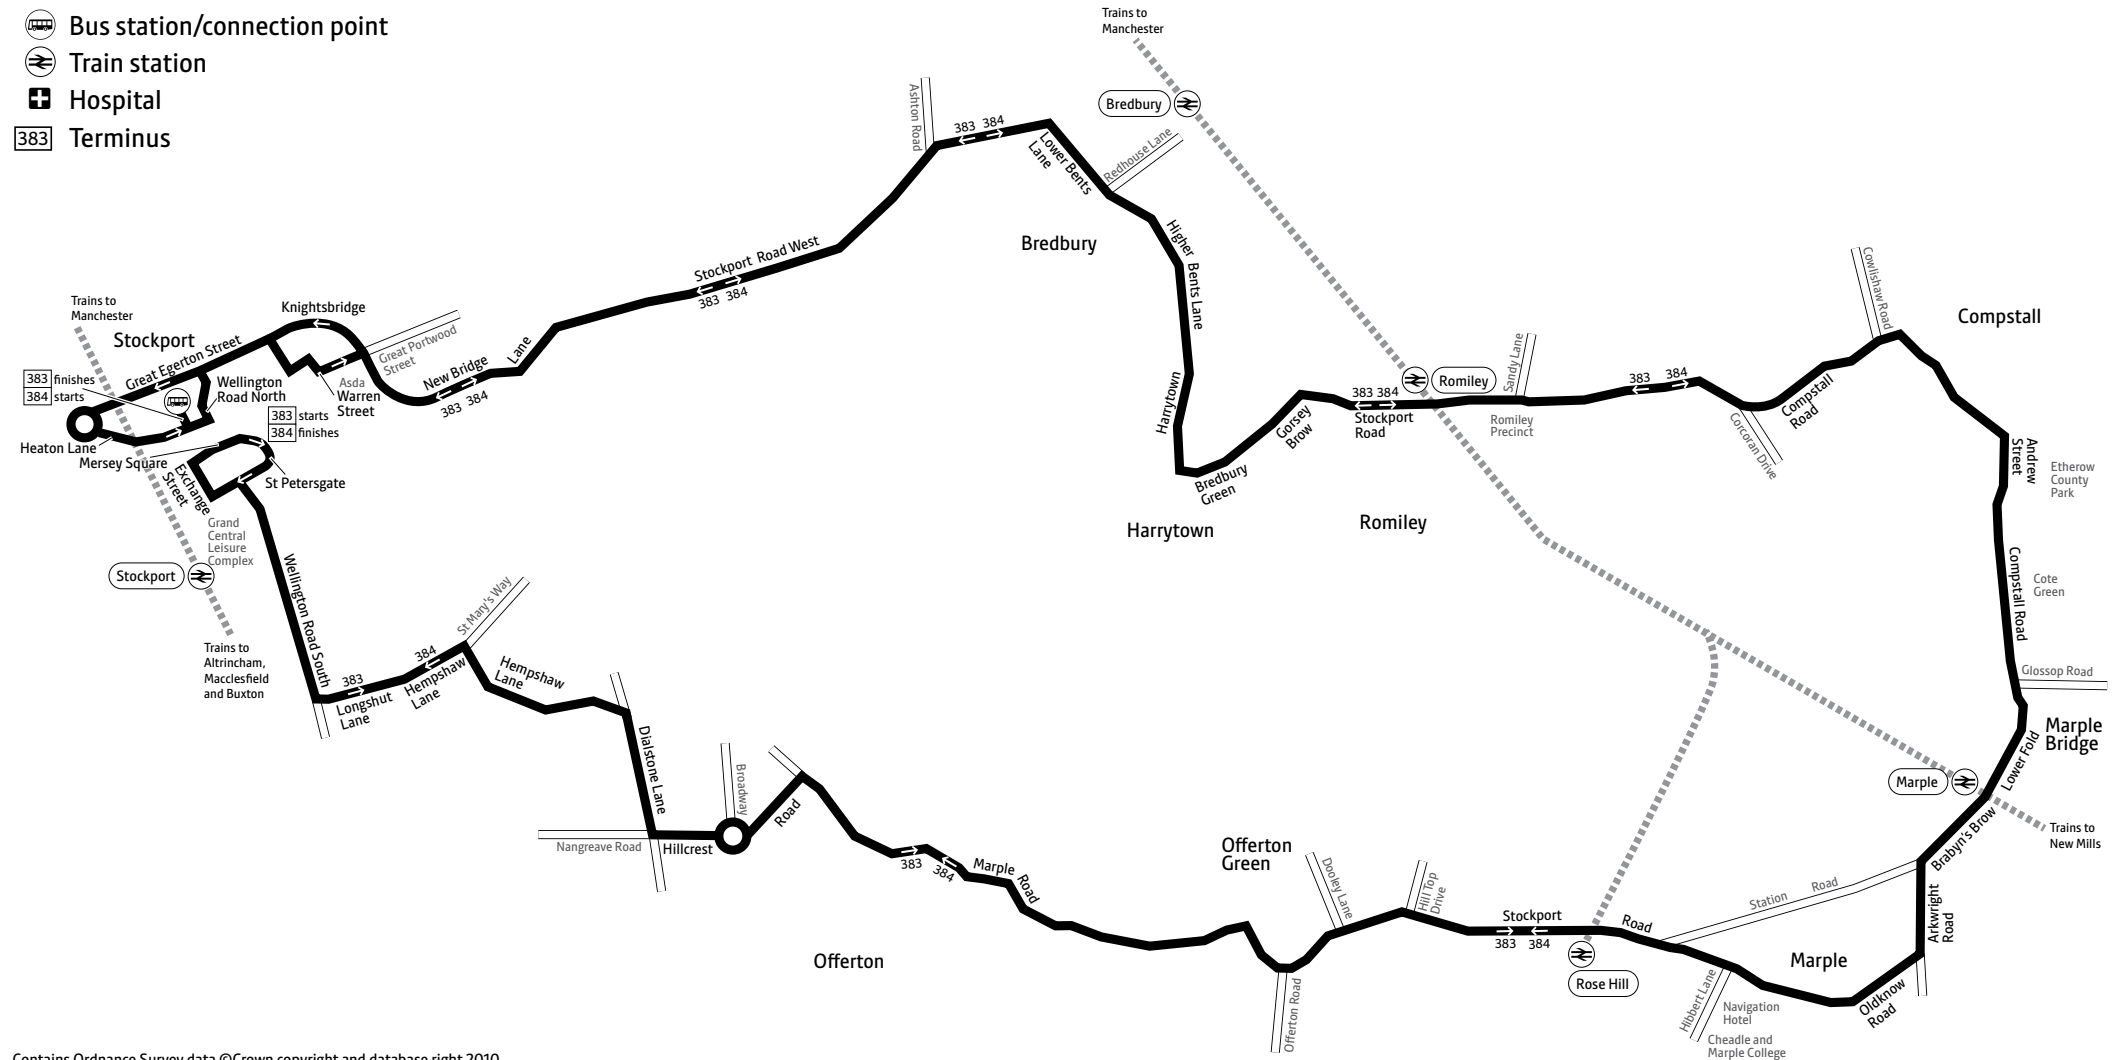 Bus station/connection point
Train station
Hospital
383 Terminus
Trains to
Manchester
Bredbury
Ashton Road
383 384
Lower Bents
Lane
Redhouse Lane
Bredbury
Higher Bents Lane
Stockport Road West
383 384
Trains to
Manchester
Stockport
Knightsbridge
Great Egerton Street
Great Portwood
Street
New Bridge
Lane
383 384
383 finishes
384 starts
Wellington
Road North
Asda
Warren
Street
383 starts
384 finishes
Heaton Lane
Mersey Square
Exchange
Street
St Petersgate
Grand
Central
Leisure
Complex
Stockport
Wellington Road South
Trains to
Altrincham,
Macclesfield
and Buxton
383
Longshut
Lane
384
Hempshaw
Lane
St Mary's Way
Hempshaw
Lane
Dialstone Lane
Nangreave Road
Hillcrest
Broadway
Road
383
384
Marple Road
Offerton
Harrytown
Bredbury
Green
Harrytown
Gorsey
Brow
383 384
Stockport
Road
Romiley
Romiley
Sandy Lane
Romiley
Precinct
383 384
Corcoran Drive
Compstall
Road
Cowlishaw Road
Compstall
Andrew
Street
Etherow
County
Park
Compstall Road
Cote
Green
Glossop Road
Marple
Bridge
Lower Fold
Marple
Trains to
New Mills
Brabyn's Brow
Station Road
Arkwright
Road
Offerton
Green
Dooley Lane
Hill Top
Drive
Offerton Road
Stockport
383 384
Road
Rose Hill
Marple
Hibbert Lane
Navigation
Hotel
Cheadle and
Marple College
Oldknow
Road
Contains Ordnance Survey data ©Crown copyright and database right 2010